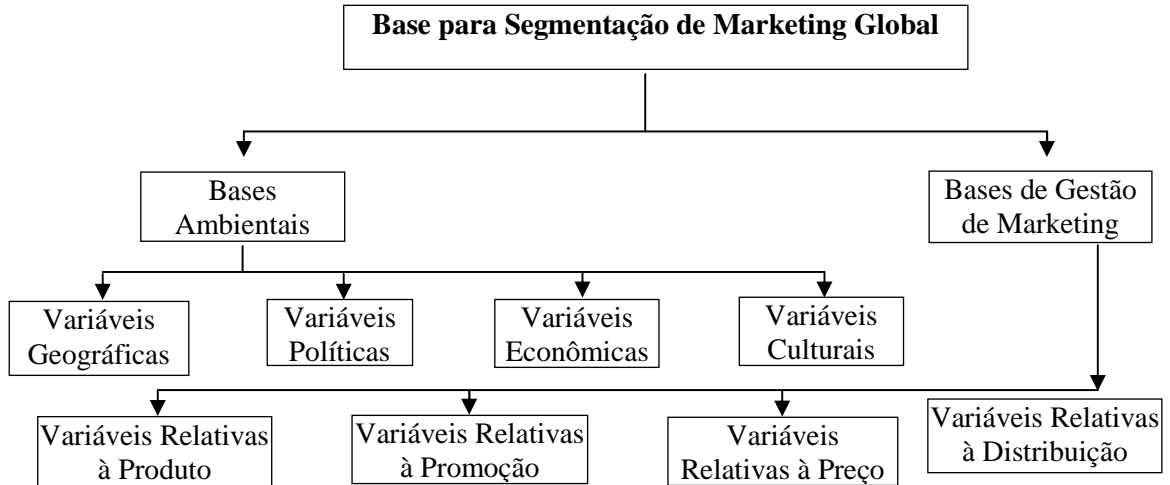 Base para Segmentação de Marketing Global
Bases
Ambientais
Bases de Gestão
de Marketing
Variáveis
Geográficas
Variáveis
Políticas
Variáveis
Econômicas
Variáveis
Culturais
Variáveis Relativas
à Produto
Variáveis Relativas
à Promoção
Variáveis
Relativas à Preço
Variáveis Relativas
à Distribuição